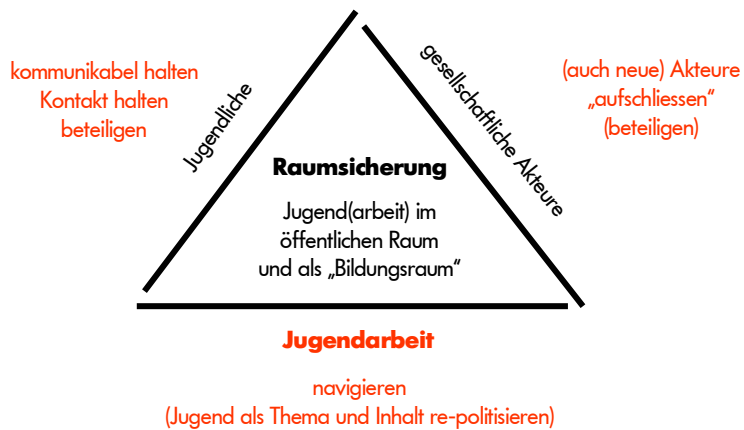 kommunikabel halten
Kontakt halten
beteiligen
Jugendliche
gesellschaftliche Akteure
(auch neue) Akteure
„aufschliessen“
(beteiligen)
Raumsicherung
Jugend(arbeit) im
öffentlichen Raum
und als „Bildungsraum“
Jugendarbeit
navigieren
(Jugend als Thema und Inhalt re-politisieren)